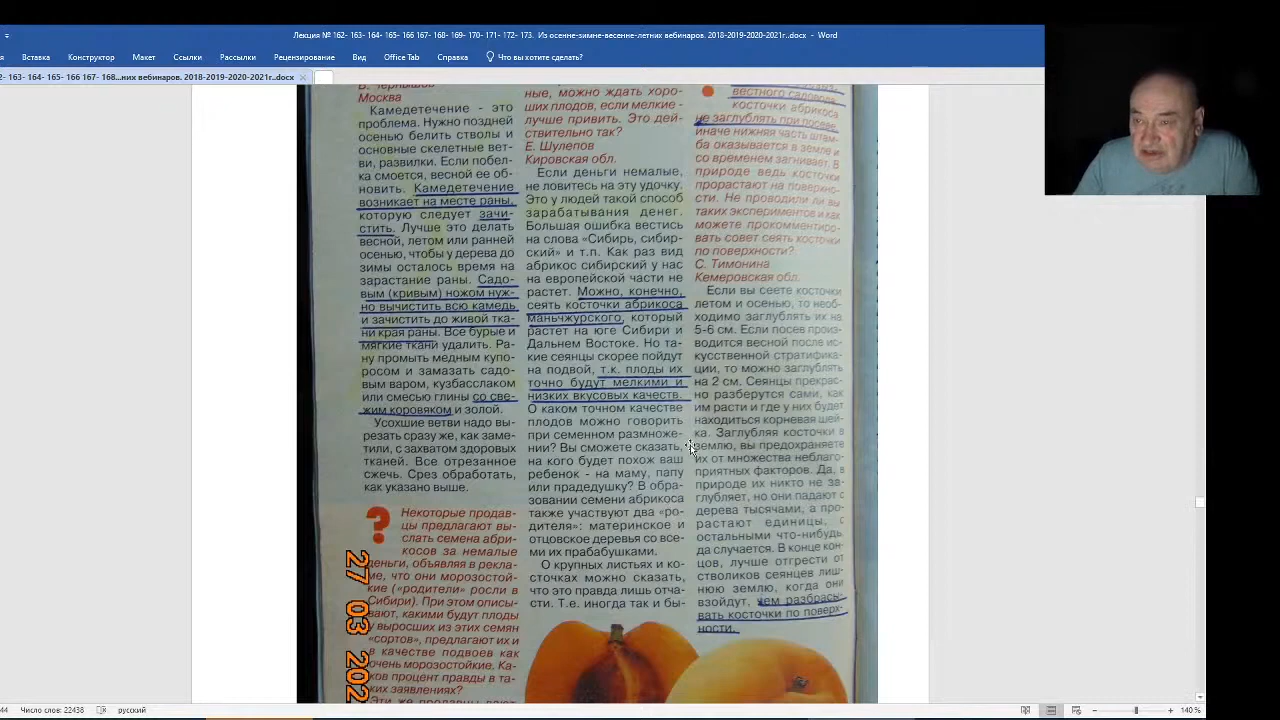 Лекция № 162- 163- 164- 165- 166 167- 168- 169- 170- 171- 172- 173. Из осенне-зимне-весенне-летних вебинаров. 2018-2019-2020-2021г..docx - Word
Вставка Конструктор Макет Ссылки Рассылки Рецензирование Вид Office Tab Справка Что вы хотите сделать?
2- 163- 164- 165- 166 167- 168...них вебинаров. 2018-2019-2020-2021г..docx
В. Чернышов
Москва
Камедетечение - это
проблема. Нужно поздней
осенью белить стволы и
основные скелетные вет-
ви, развилки. Если побел-
ка смоется, весной ее об-
новить. Камедетечение
возникает на месте раны,
которую следует зачи-
стить. Лучше это делать
весной, летом или ранней
осенью, чтобы у дерева до
зимы осталось время на
зарастание раны. Садо-
вым (кривым) ножом нуж-
но вычистить всю камедь
и зачистить до живой тка-
ни края раны. Все бурые и
мягкие ткани удалить. Ра-
ну промыть медным купо-
росом и замазать садо-
вым варом, кузбасслаком
или смесью глины со све-
жим коровяком и золой.
Усохшие ветви надо вы-
резать сразу же, как заме-
тили, с захватом здоровых
тканей. Все отрезанное
сжечь. Срез обработать,
как указано выше.
? Некоторые продав-
цы предлагают вы-
слать семена абри-
косов за немалые
деньги, объявляя в рекла-
ме, что они морозостой-
кие («родители» росли в
Сибири). При этом описы-
вают, какими будут плоды
у выросших из этих семян
«сортов», предлагают их и
в качестве подвоев как
очень морозостойкие. Ка-
ков процент правды в та-
ких заявлениях?
Эти же продавцы
ные, можно ждать хоро-
ших плодов, если мелкие -
лучше привить. Это дей-
ствительно так?
Е. Шулепов
Кировская обл.
Если деньги немалые,
не ловитесь на эту удочку.
Это у людей такой способ
зарабатывания денег.
Большая ошибка вестись
на слова «Сибирь, сибир-
ский» и т.п. Как раз вид
абрикос сибирский у нас
на европейской части не
растет. Можно, конечно,
сеять косточки абрикоса
маньчжурского, который
растет на юге Сибири и
Дальнем Востоке. Но та-
кие сеянцы скорее пойдут
на подвой, т.к. плоды их
точно будут мелкими и
низких вкусовых качеств.
О каком точном качестве
плодов можно говорить
при семенном размноже-
нии? Вы сможете сказать,
на кого будет похож ваш
ребенок - на маму, папу
или прадедушку? В обра-
зовании семени абрикоса
также участвуют два «ро-
дителя»: материнское и
отцовское деревья со все-
ми их прабабушками.
О крупных листьях и ко-
сточках можно сказать,
что это правда лишь отча-
сти. Т.е. иногда так и бы-
вестного садовода,
косточки абрикоса
не заглублять при посеве,
иначе нижняя часть штам-
ба оказывается в земле и
со временем загнивает. В
природе ведь косточки
прорастают на поверхно-
сти. Не проводили ли вы
таких экспериментов и как
можете прокомментиро-
вать совет сеять косточки
по поверхности?
С. Тимонина
Кемеровская обл.
Если вы сеете косточки
летом и осенью, то необ-
ходимо заглублять их на
5-6 см. Если посев произ-
водится весной после ис-
кусственной стратифика-
ции, то можно заглублять
на 2 см. Сеянцы прекрас-
но разберутся сами, как
им расти и где у них будет
находиться корневая шей-
ка. Заглубляя косточки в
землю, вы предохраняете
их от множества неблаго-
приятных факторов. Да, в
природе их никто не за-
глубляет, но они падают с
дерева тысячами, а про-
растают единицы, с
остальными что-нибудь
да случается. В конце кон-
цов, лучше отгрести от
стволиков сеянцев лиш-
нюю землю, когда они
взойдут, чем разбрасы-
вать косточки по поверх-
ности.
27 03 202
44 Число слов: 22438 русский 140 %